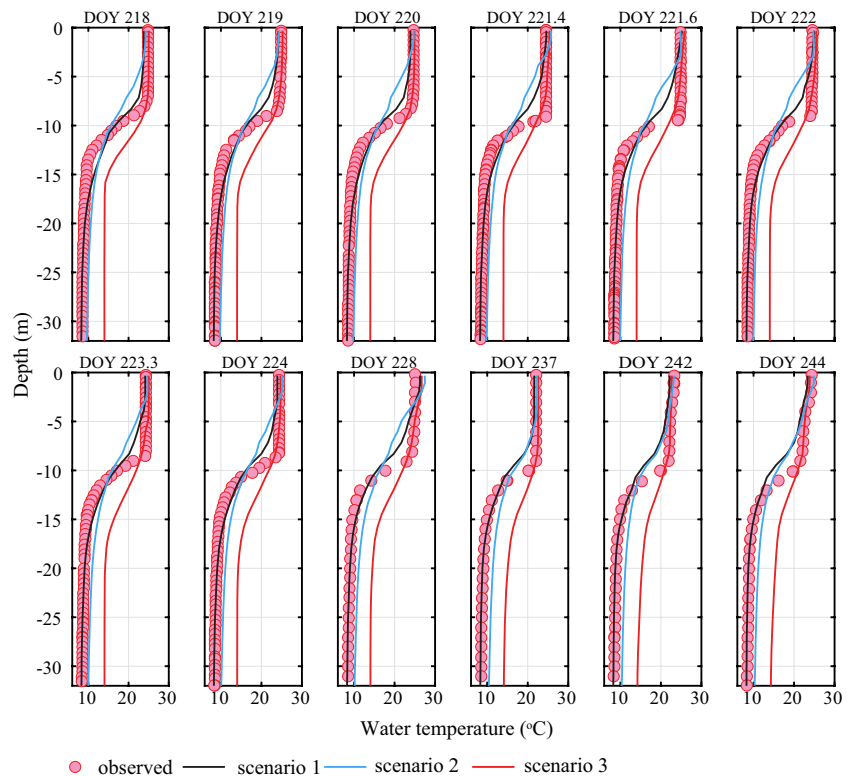 DOY 218 DOY 219 DOY 220 DOY 221.4 DOY 221.6 DOY 222
0
-5
-10
-15
-20
-25
-30
DOY 223.3 DOY 224 DOY 228 DOY 237 DOY 242 DOY 244
0
-5
-10
-15
-20
-25
-30
10 20 30 10 20 30 10 20 30 10 20 30 10 20 30 10 20 30
Depth (m)
Water temperature (°C)
observed scenario 1 scenario 2 scenario 3